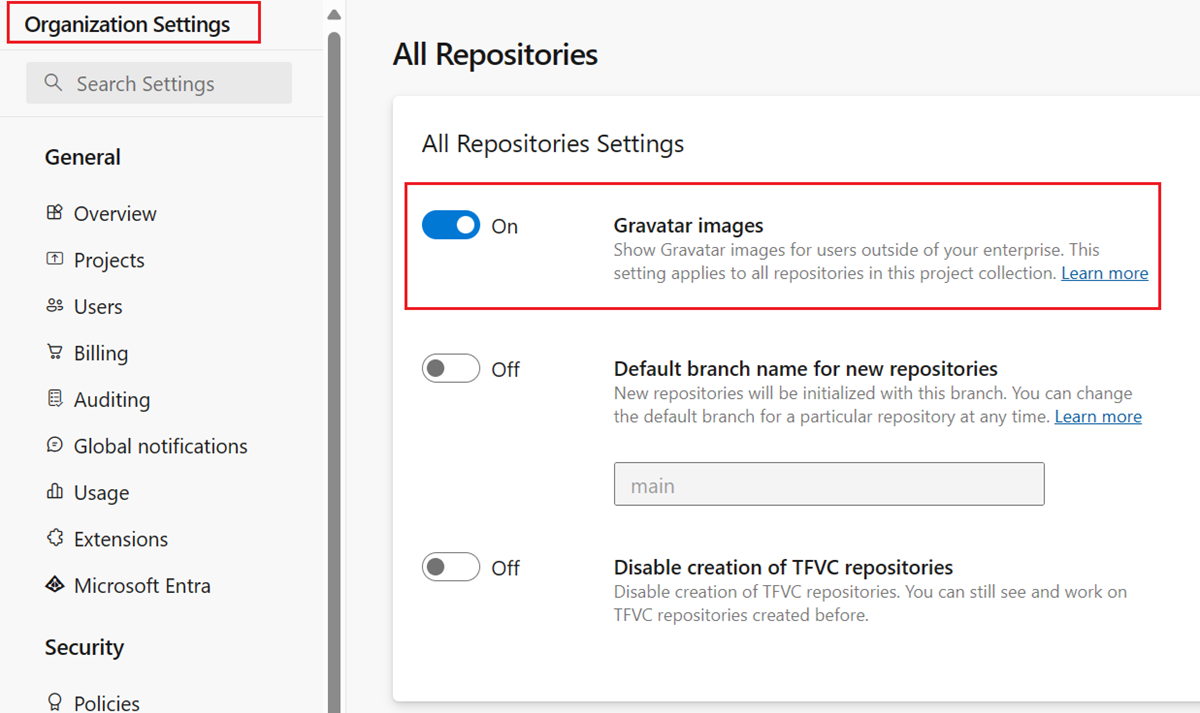 Organization Settings
Search Settings
General
Overview
Projects
Users
Billing
Auditing
Global notifications
Usage
Extensions
Microsoft Entra
Security
Policies
All Repositories
All Repositories Settings
On
Gravatar images
Show Gravatar images for users outside of your enterprise. This
setting applies to all repositories in this project collection. Learn more
Off
Default branch name for new repositories
New repositories will be initialized with this branch. You can change
the default branch for a particular repository at any time. Learn more
main
Off
Disable creation of TFVC repositories
Disable creation of TFVC repositories. You can still see and work on
TFVC repositories created before.